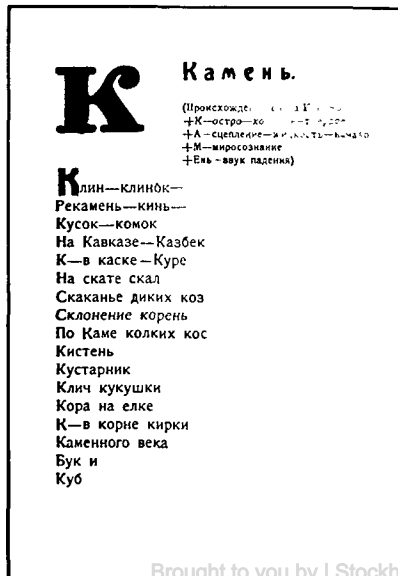 К
Камень.
(Происхожде
+К—остро—
+А—сцепление—
+М—миросознание
+Ень—звук падения)
Клин—клинок—
Рекамень—кинь—
Кусок—комок
На Кавказе—Казбек
К—в каске—Куре
На скате скал
Скаканье диких коз
Склонение корень
По Каме колких кос
Кистень
Кустарник
Клич кукушки
Кора на елке
К—в корне кирки
Каменного века
Бук и
Куб
Brought to you by | Stockh